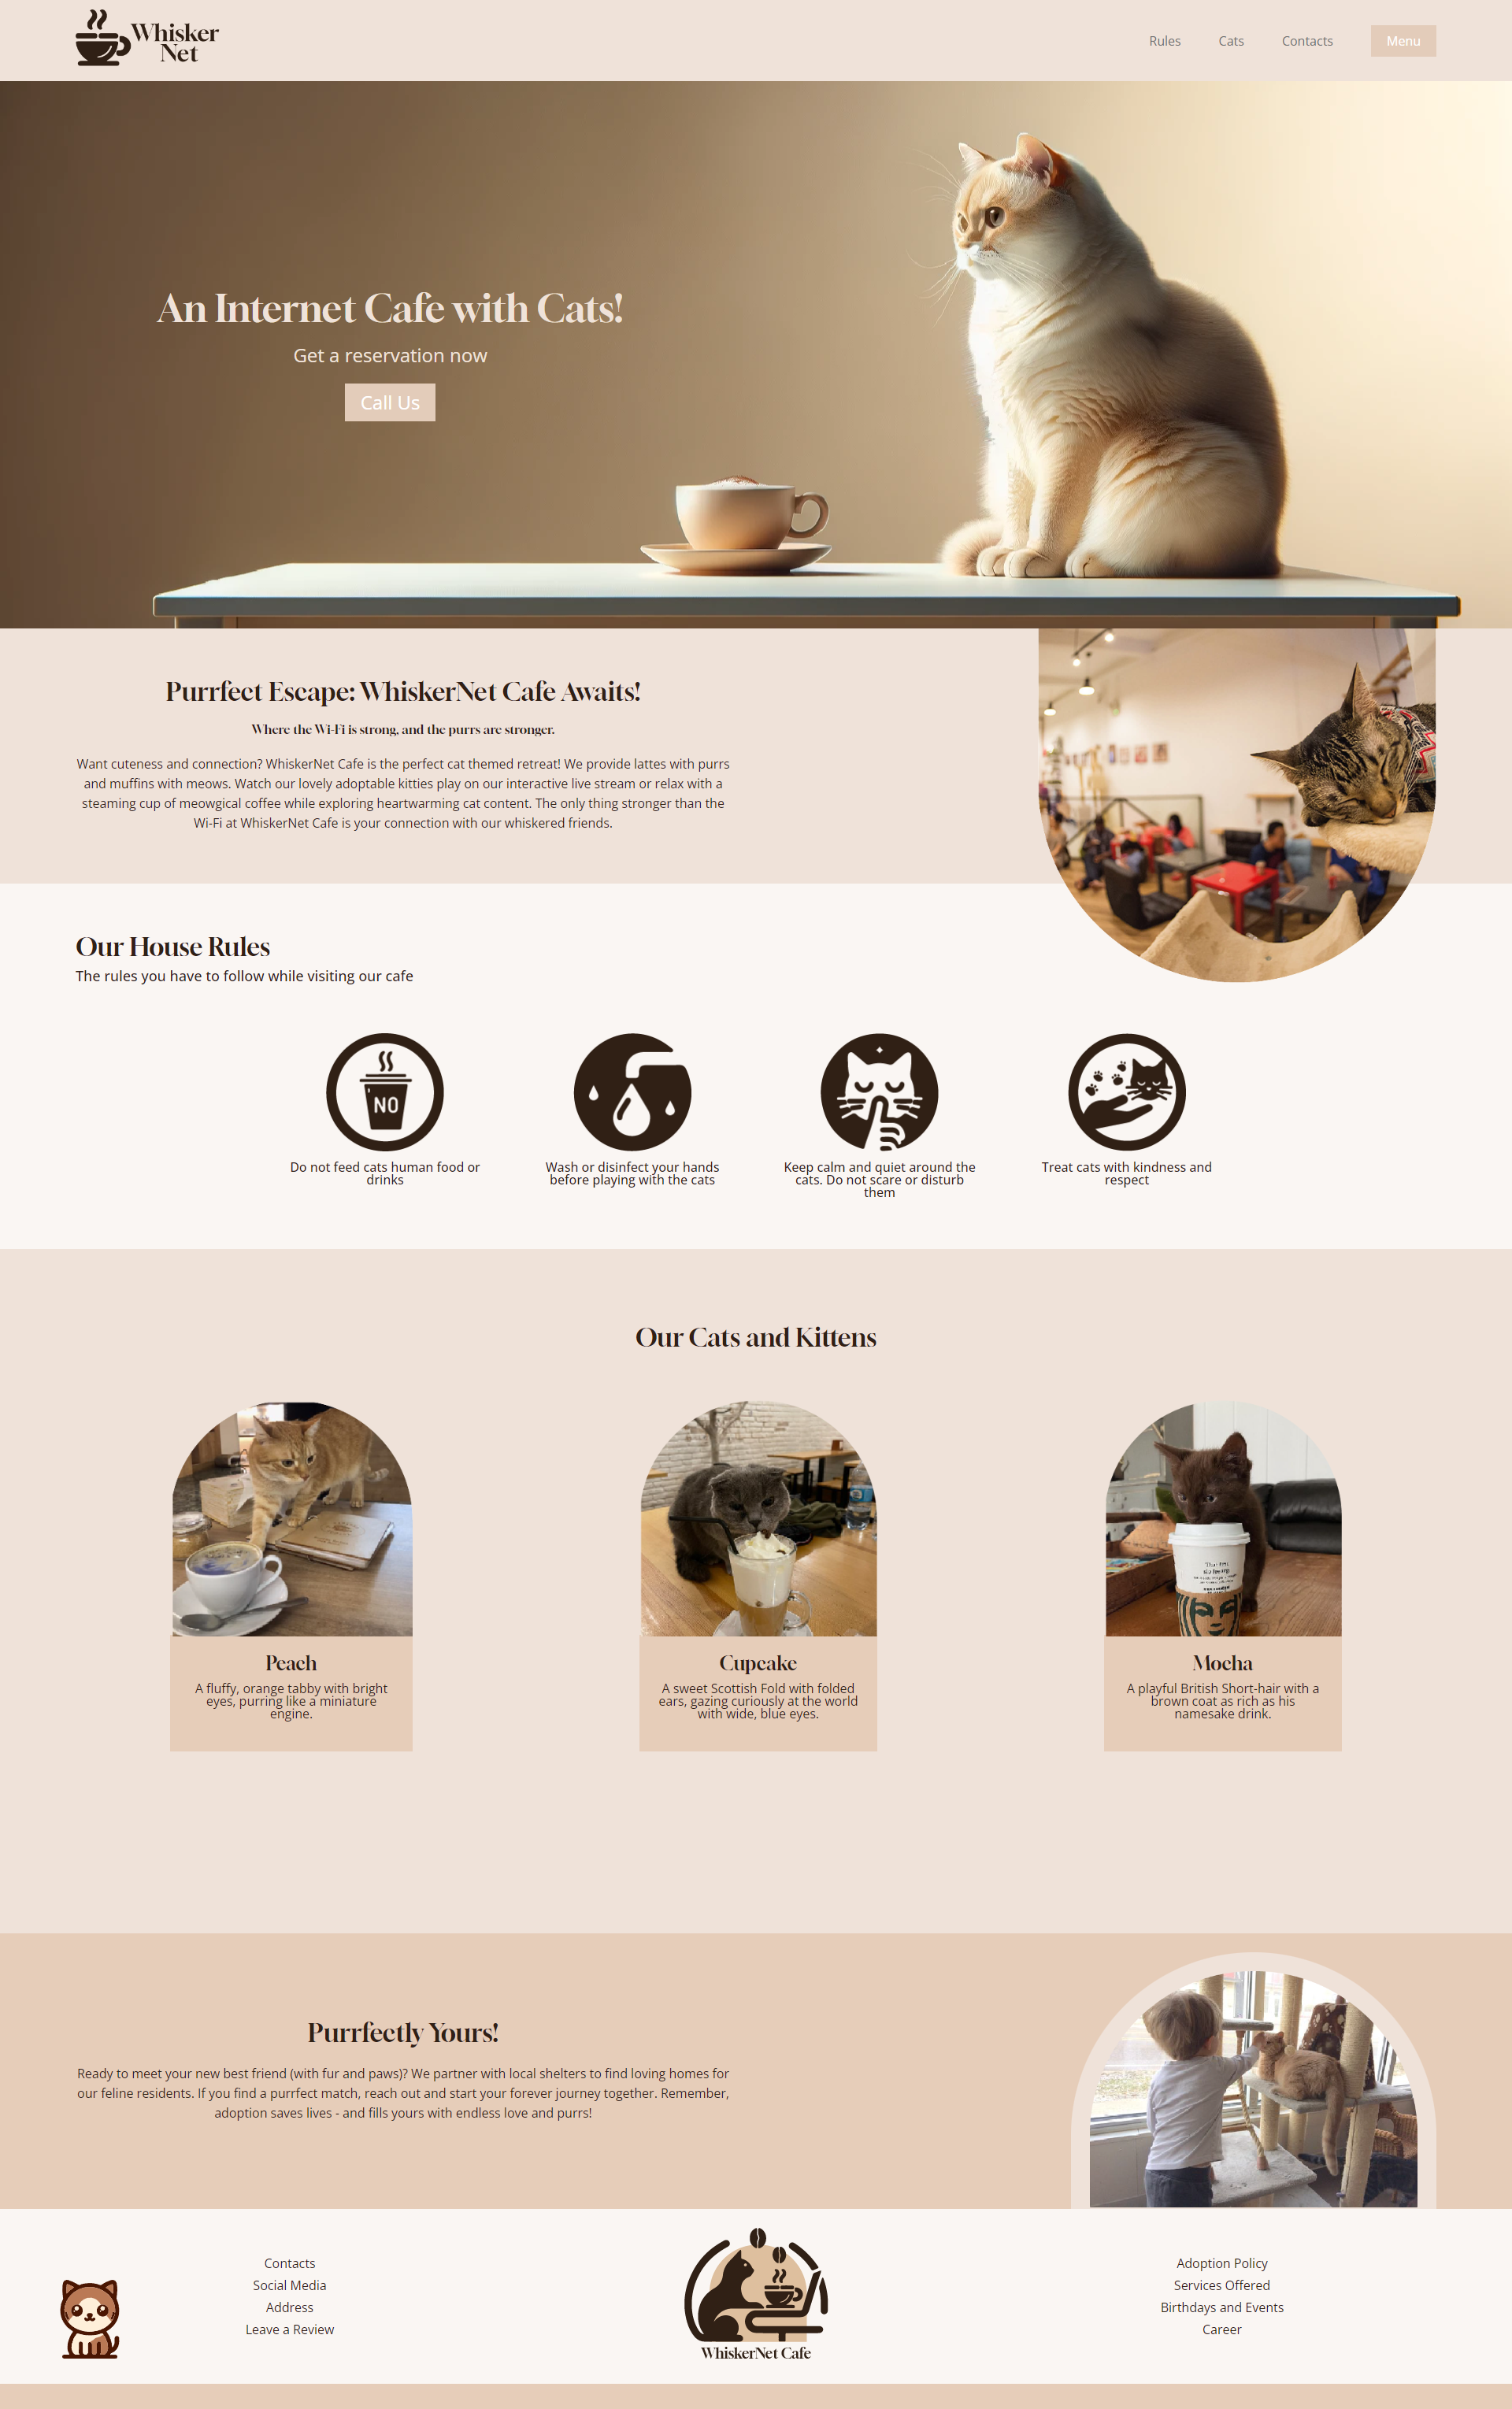 Whisker
Net
Rules
Cats
Contacts
Menu
An Internet Cafe with Cats!
Get a reservation now
Call Us
Purrfect Escape: WhiskerNet Cafe Awaits!
Where the Wi-Fi is strong, and the purrs are stronger.
Want cuteness and connection? WhiskerNet Cafe is the perfect cat themed retreat! We provide lattes with purrs
and muffins with meows. Watch our lovely adoptable kitties play on our interactive live stream or relax with a
steaming cup of meowgical coffee while exploring heartwarming cat content. The only thing stronger than the
Wi-Fi at WhiskerNet Cafe is your connection with our whiskered friends.
Our House Rules
The rules you have to follow while visiting our cafe
NO
Do not feed cats human food or
drinks
Wash or disinfect your hands
before playing with the cats
Keep calm and quiet around the
cats. Do not scare or disturb
them
Treat cats with kindness and
respect
Our Cats and Kittens
Peach
A fluffy, orange tabby with bright
eyes, purring like a miniature
engine.
Cupcake
A sweet Scottish Fold with folded
ears, gazing curiously at the world
with wide, blue eyes.
Mocha
A playful British Short-hair with a
brown coat as rich as his
namesake drink.
Purrfectly Yours!
Ready to meet your new best friend (with fur and paws)? We partner with local shelters to find loving homes for
our feline residents. If you find a purrfect match, reach out and start your forever journey together. Remember,
adoption saves lives - and fills yours with endless love and purrs!
Contacts
Social Media
Address
Leave a Review
WhiskerNet Cafe
Adoption Policy
Services Offered
Birthdays and Events
Career